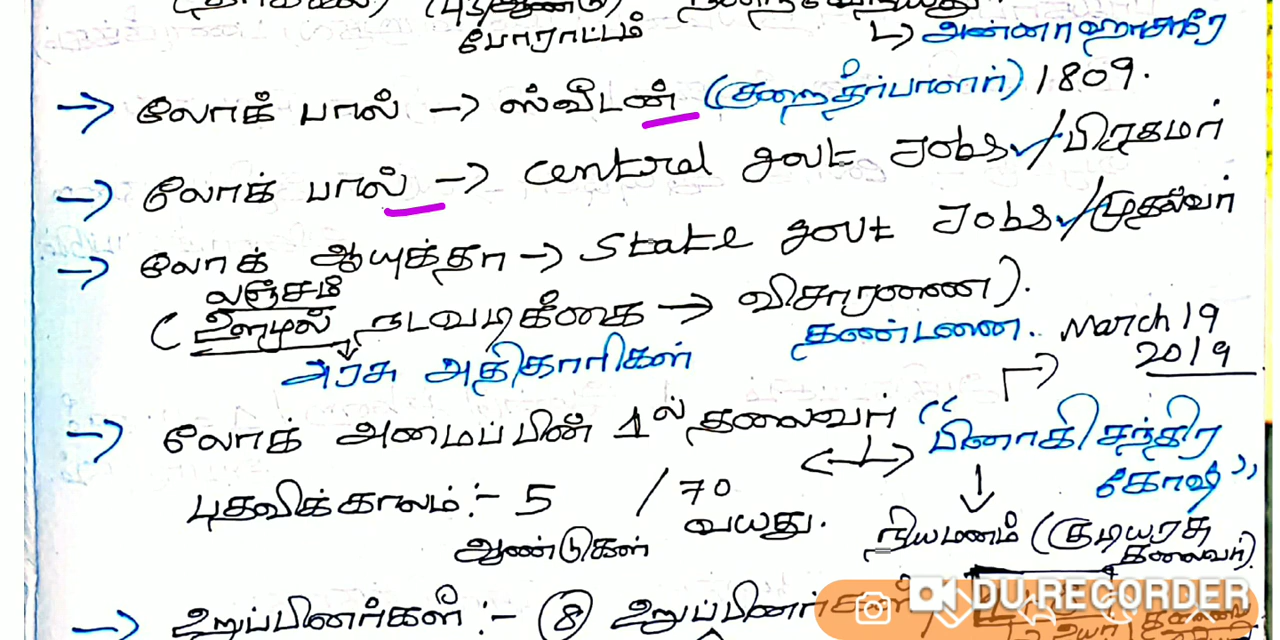 போராட்டம் ↳ அன்னாஹசாரே
→ லோக் பால் → ஸ்வீடன் (குறைதீர்பாளர்) 1809.
→ லோக் பால் → Central govt Jobs / பிரதமர்
→ லோக் ஆயுக்தா → State govt Jobs / முதல்வர்
லஞ்சம்
( ஊழல் நடவடிக்கை → விசாரணை).
அரசு அதிகாரிகள் கண்டனை.. March 19
2019
→ லோக் அமைப்பின் 1ல் தலைவர் "பினாகி சந்திர
கோஷ்"
பதவிக்காலம்:- 5 / 70
ஆண்டுகள் வயது.
நியமனம் (குடியரசு
தலைவர்).
→ உறுப்பினர்கள்:- 8 உறுப்பினர்கள்
DU RECORDER